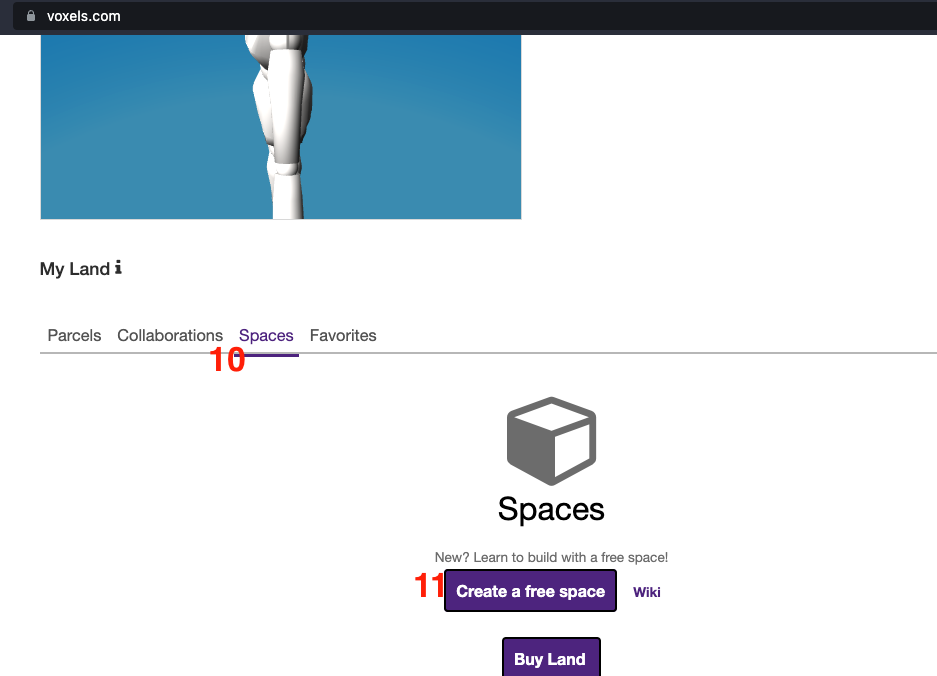 voxels.com
My Land i
Parcels Collaborations Spaces Favorites
10
Spaces
New? Learn to build with a free space!
11 Create a free space Wiki
Buy Land